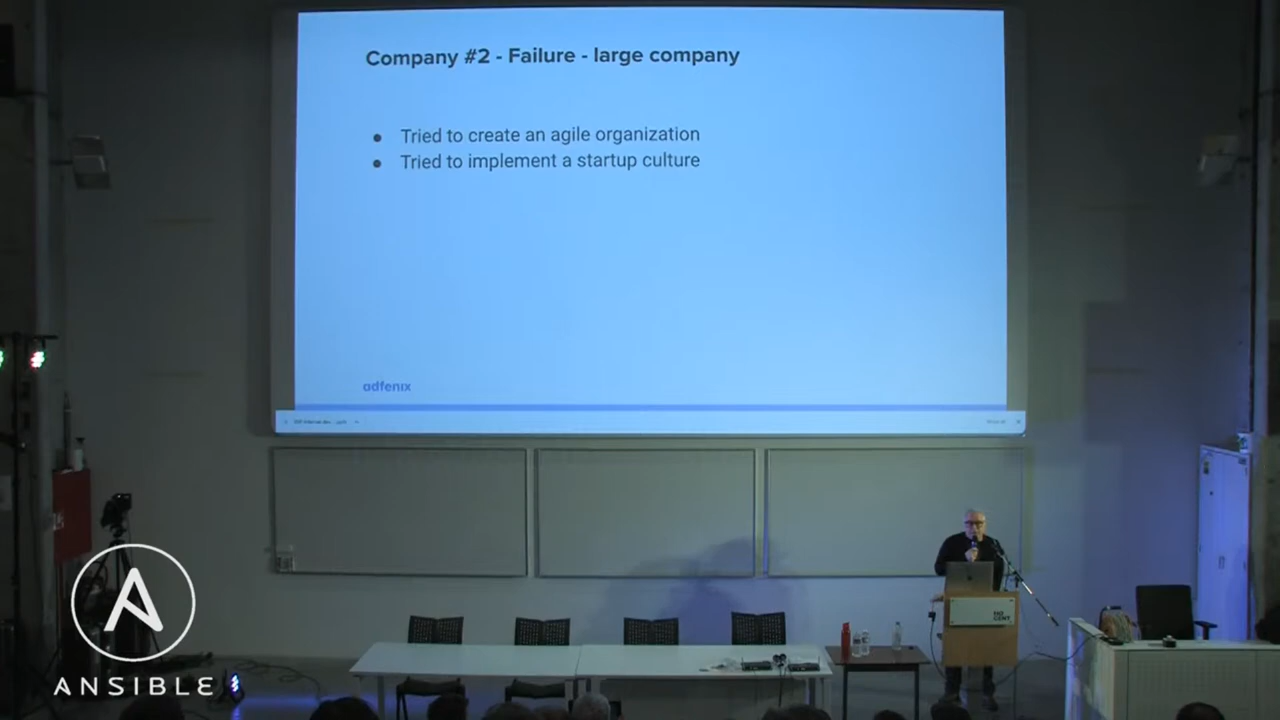 Company #2 - Failure - large company
● Tried to create an agile organization
● Tried to implement a startup culture
adfenix
ANSIBLE